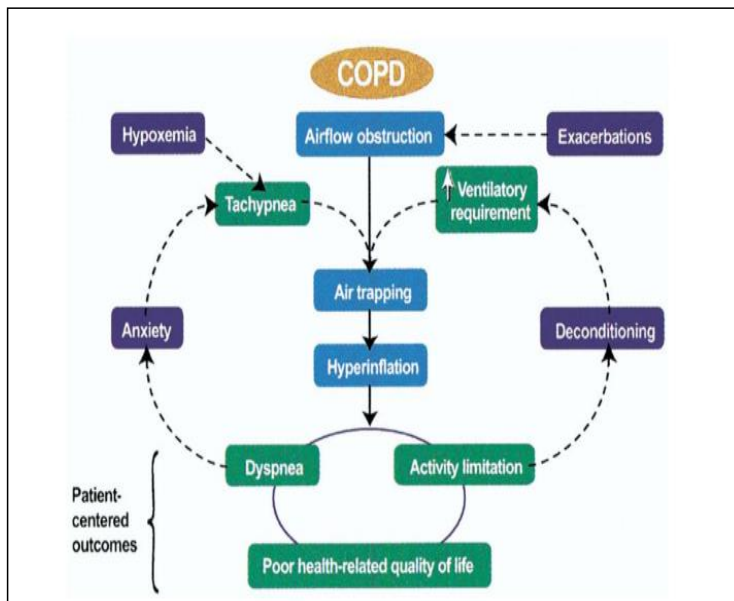 COPD
Hypoxemia
Airflow obstruction
Exacerbations
Tachypnea
Ventilatory
requirement
Air trapping
Anxiety
Deconditioning
Hyperinflation
Dyspnea
Activity limitation
Patient-
centered
outcomes
Poor health-related quality of life